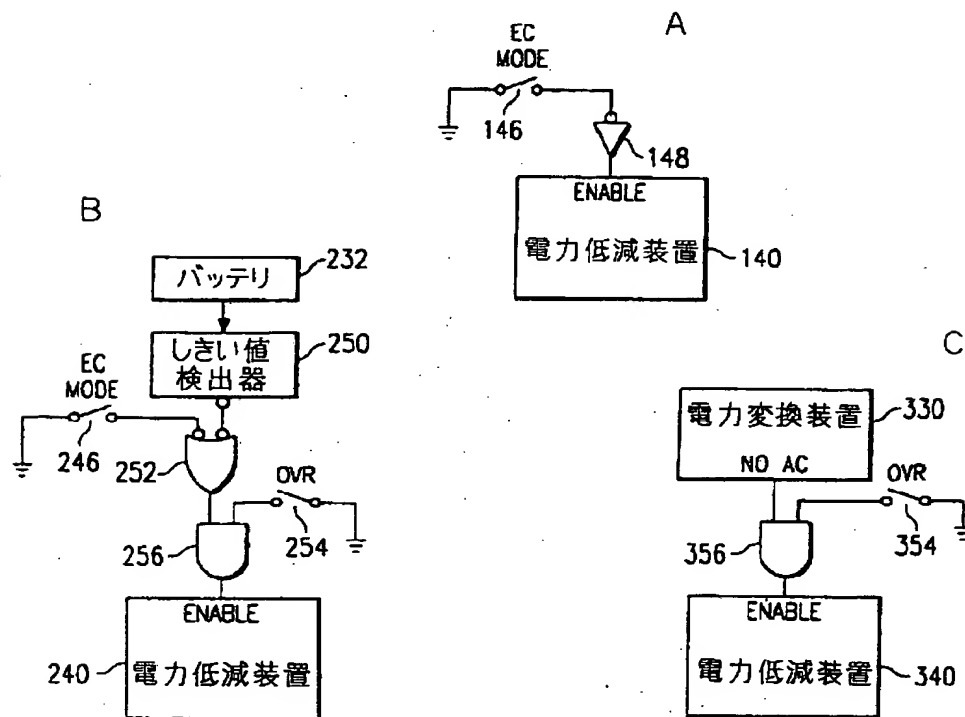 A
EC
MODE
146
148
ENABLE
電力低減装置
140
B
バッテリ
232
しきい値
検出器
250
EC
MODE
246
252
OVR
254
256
ENABLE
240
電力低減装置
C
電力変換装置
330
NO AC
OVR
354
356
ENABLE
電力低減装置
340